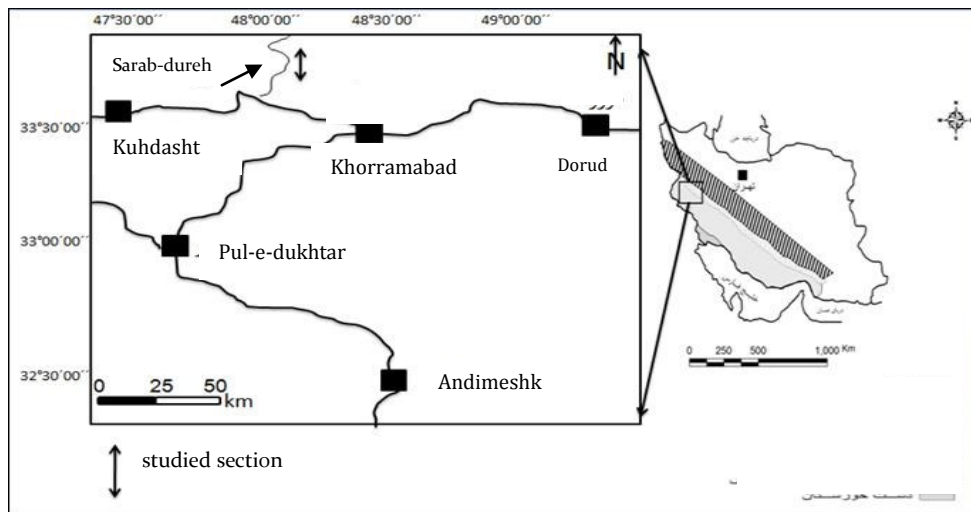 47°30´00´´ 48°00´00´´ 48°30´00´´ 49°00´00´´
Sarab-dureh
N
33°30´00´´
Kuhdasht
Khorramabad
Dorud
33°00´00´´
Pul-e-dukhtar
32°30´00´´
Andimeshk
0 25 50
km
studied section
تهران
0 250 500 1,000 Km